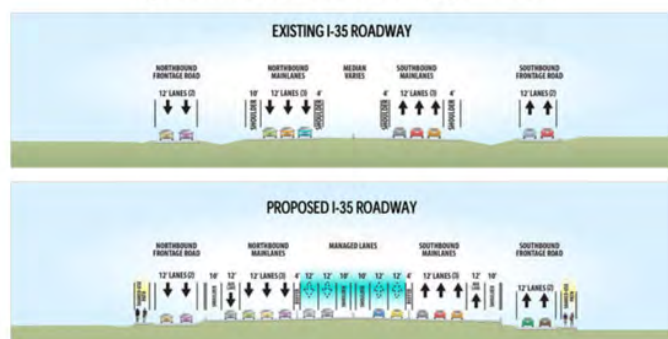 EXISTING I-35 ROADWAY
NORTHBOUND
FRONTAGE ROAD
NORTHBOUND
MAINLANES
MEDIAN
VARIES
SOUTHBOUND
MAINLANES
SOUTHBOUND
FRONTAGE ROAD
12' LANES (2)
10'
12' LANES (3)
4'
4'
12' LANES (3)
4'
12' LANES (2)
SHOULDER
SHOULDER
SHOULDER
SHOULDER
PROPOSED I-35 ROADWAY
NORTHBOUND
FRONTAGE ROAD
NORTHBOUND
MAINLANES
MANAGED LANES
SOUTHBOUND
MAINLANES
SOUTHBOUND
FRONTAGE ROAD
12' LANES (2)
10'
12'
12' LANES (3)
4'
12'
12'
10'
10'
12'
12'
4'
12' LANES (3)
12'
10'
12' LANES (2)